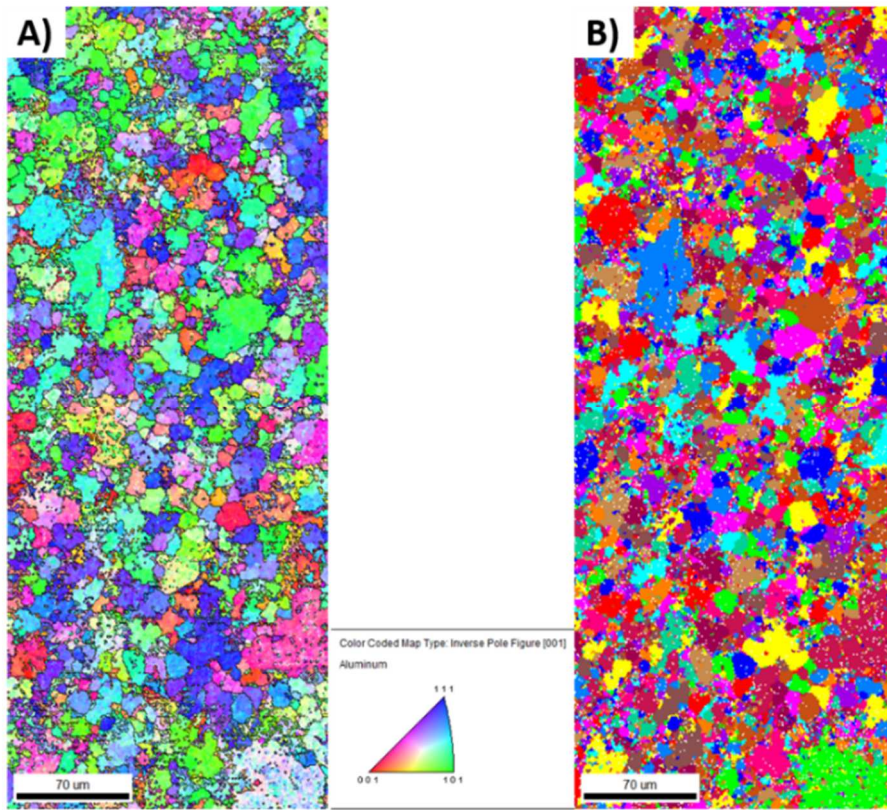 A)
B)
Color Coded Map Type: Inverse Pole Figure [001]
Aluminum
1 1 1
0 0 1
1 0 1
70 um
70 um